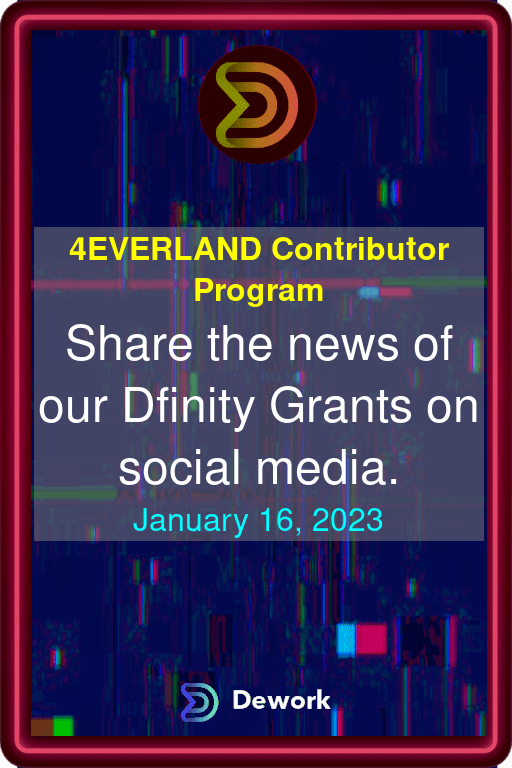 4EVERLAND Contributor
Program
Share the news of
our Dfinity Grants on
social media.
January 16, 2023
Dework